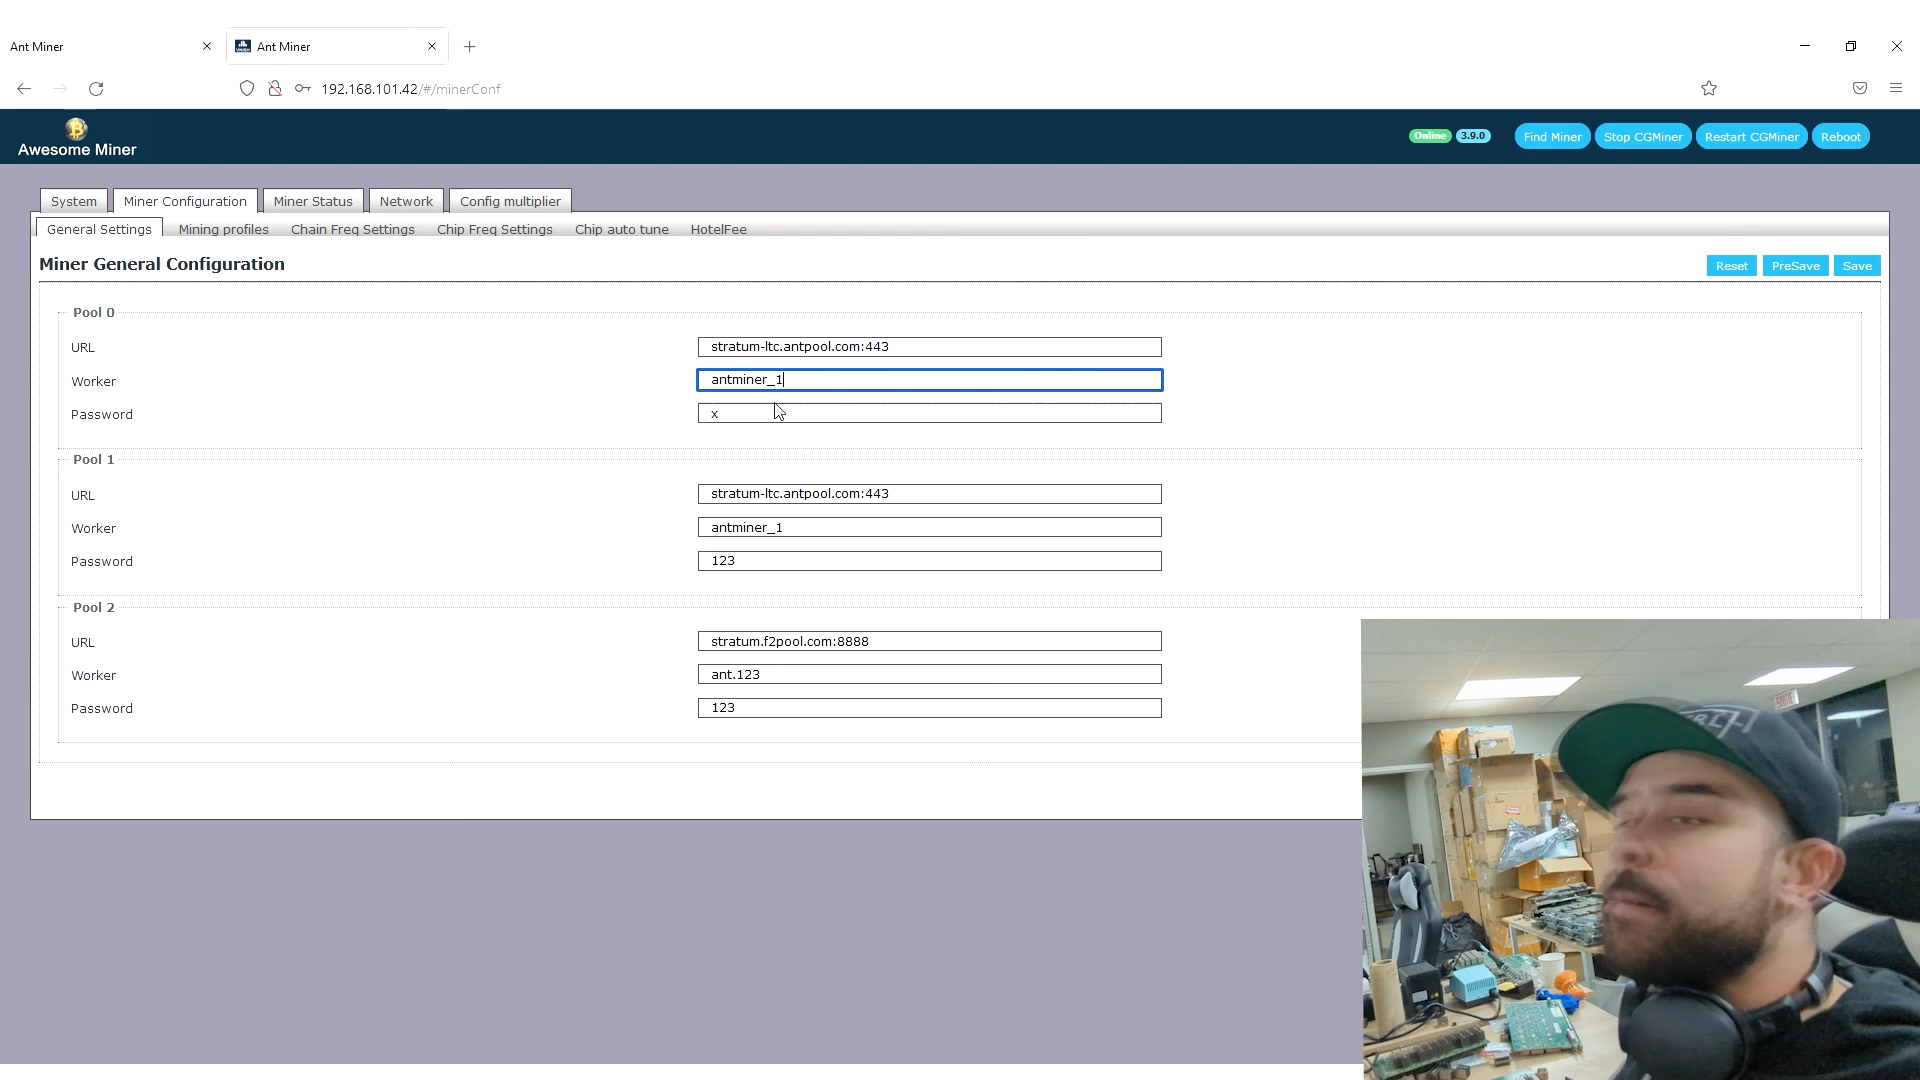 Ant Miner
Ant Miner
192.168.101.42/#/minerConf
Awesome Miner
Online 3.9.0 Find Miner Stop CGMiner Restart CGMiner Reboot
System Miner Configuration Miner Status Network Config multiplier
General Settings Mining profiles Chain Freq Settings Chip Freq Settings Chip auto tune HotelFee
Miner General Configuration
Reset PreSave Save
Pool 0
URL stratum-ltc.antpool.com:443
Worker antminer_1
Password x
Pool 1
URL stratum-ltc.antpool.com:443
Worker antminer_1
Password 123
Pool 2
URL stratum.f2pool.com:8888
Worker ant.123
Password 123